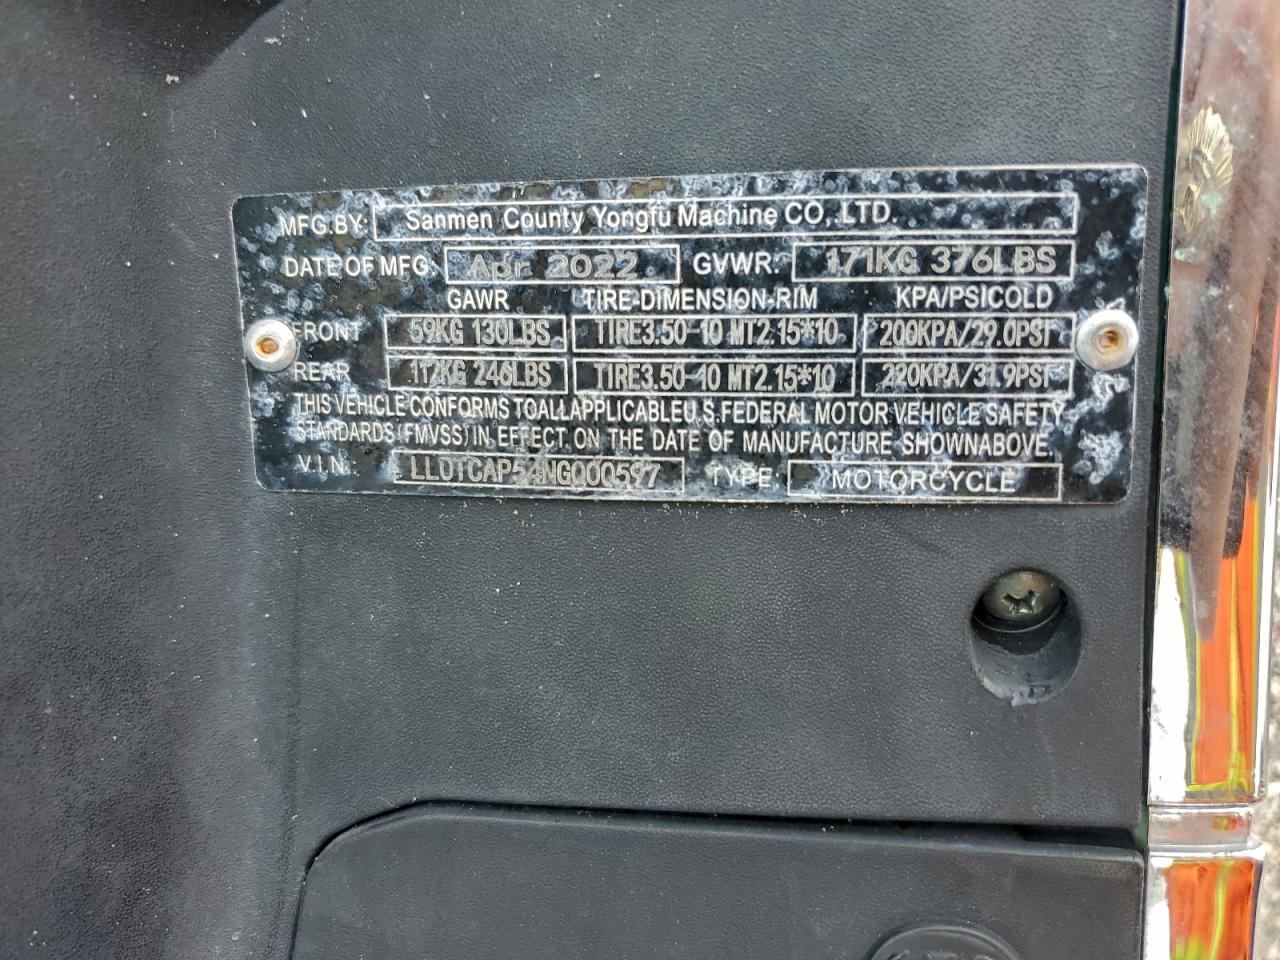 MFG.BY: Sanmen County Yongfu Machine CO,.LTD.
DATE OF MFG: Apr 2022 GVWR: 171KG 376LBS
GAWR TIRE-DIMENSION-RIM KPA/PSICOLD
FRONT 59KG 130LBS TIRE3.50-10 MT2.15*10 200KPA/29.0PSI
REAR 112KG 246LBS TIRE3.50-10 MT2.15*10 220KPA/31.9PSI
THIS VEHICLE CONFORMS TOALLAPPLICABLEU.S.FEDERAL MOTOR VEHICLE SAFETY
STANDARDS(FMVSS)IN EFFECT ON THE DATE OF MANUFACTURE SHOWNABOVE.
V.I.N.: TYPE: MOTORCYCLE